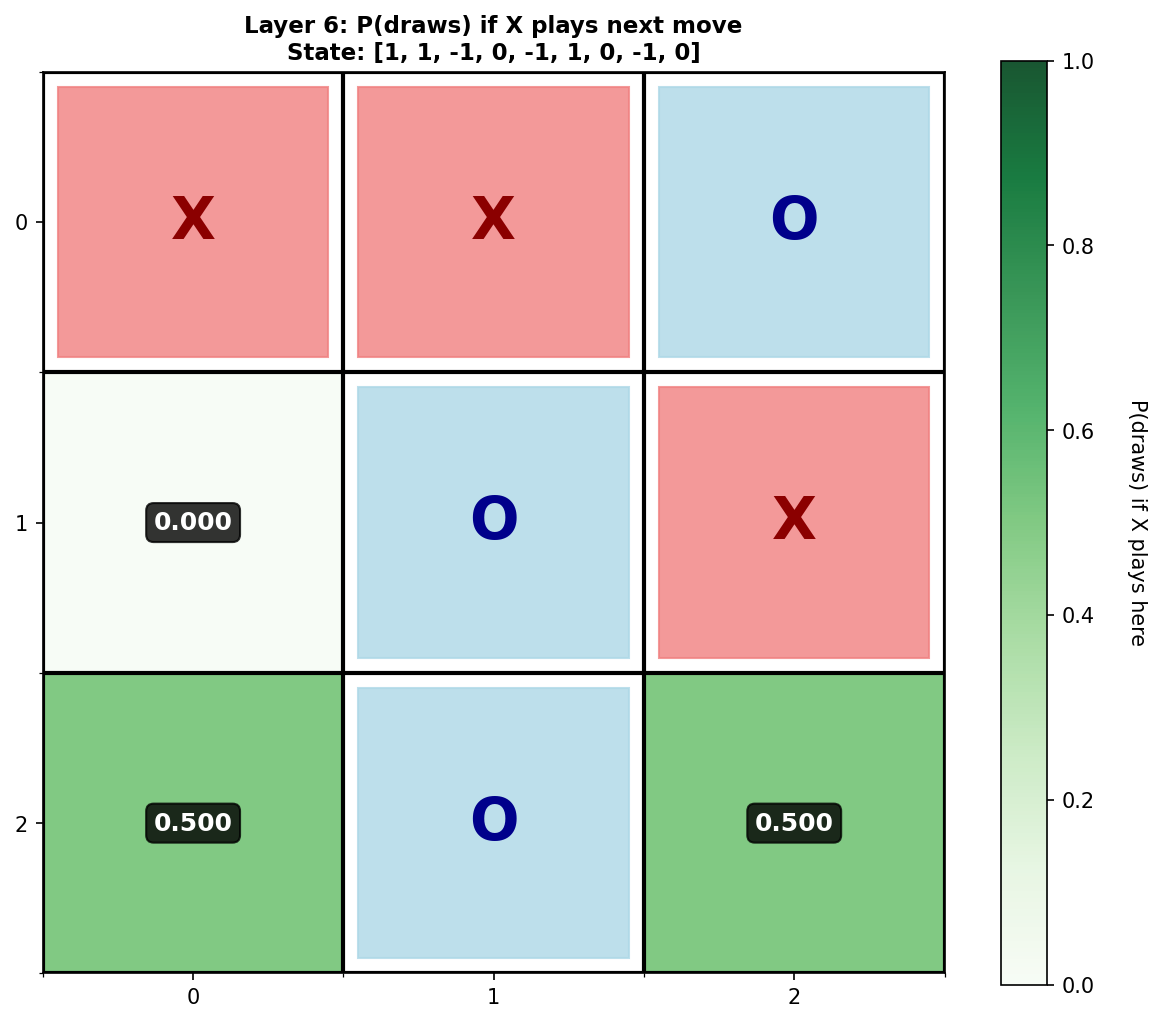 Layer 6: P(draws) if X plays next move
State: [1, 1, -1, 0, -1, 1, 0, -1, 0]
X X O
0.000 O X
0.500 O 0.500
0
1
2
0 1 2
1.0
0.8
0.6
0.4
0.2
0.0
P(draws) if X plays here